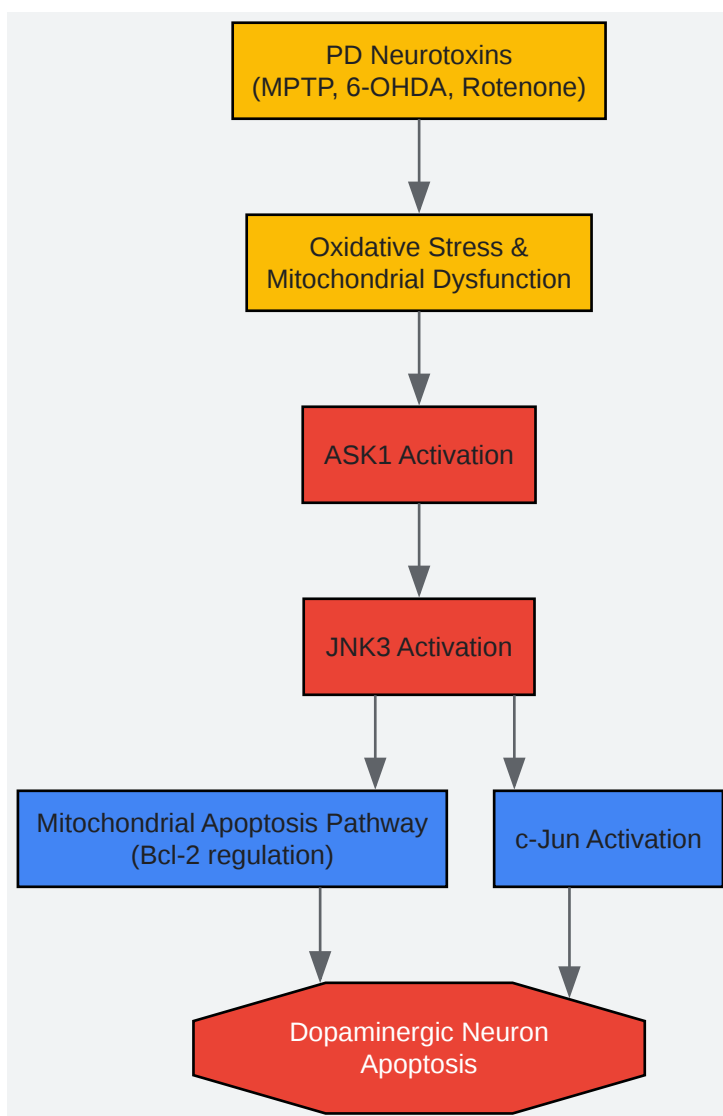 PD Neurotoxins
(MPTP, 6-OHDA, Rotenone)
Oxidative Stress &
Mitochondrial Dysfunction
ASK1 Activation
JNK3 Activation
Mitochondrial Apoptosis Pathway
(Bcl-2 regulation)
c-Jun Activation
Dopaminergic Neuron
Apoptosis